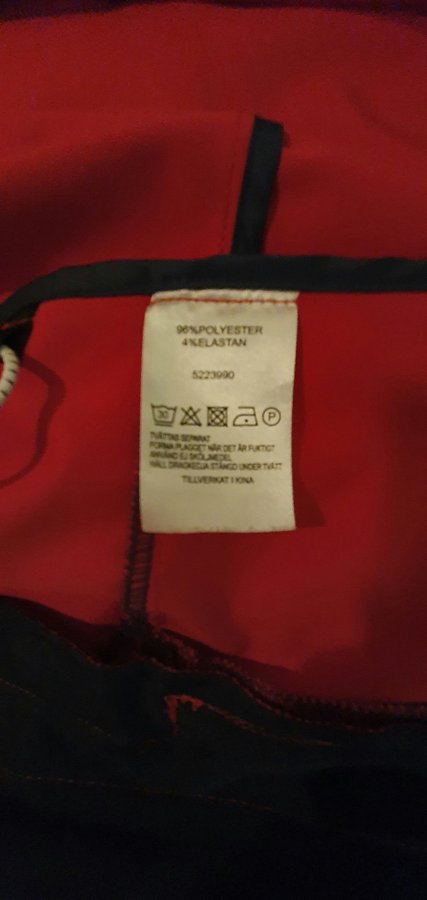 96%POLYESTER
4%ELASTAN
5223990
30 P
TVÄTTAS SEPARAT
FORMA PLAGGET NÄR DET ÄR FUKTIGT
ANVÄND EJ SKÖLJMEDEL
HÅLL DRAGKEDJA STÄNGD UNDER TVÄTT
TILLVERKAT I KINA